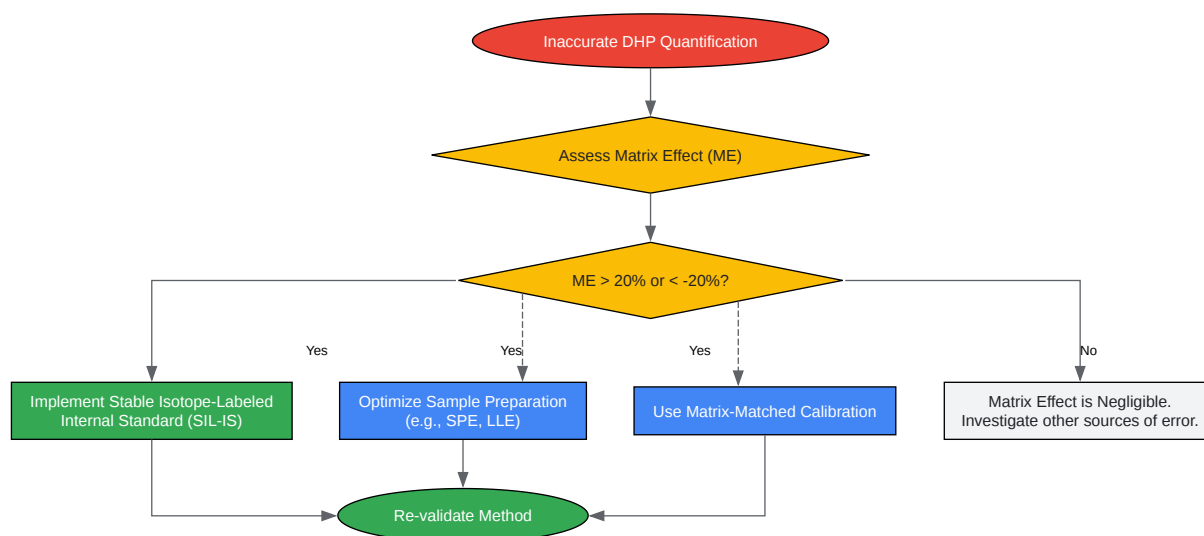 Inaccurate DHP Quantification
Assess Matrix Effect (ME)
ME > 20% or < -20%?
Yes
Yes
Yes
No
Implement Stable Isotope-Labeled
Internal Standard (SIL-IS)
Optimize Sample Preparation
(e.g., SPE, LLE)
Use Matrix-Matched Calibration
Matrix Effect is Negligible.
Investigate other sources of error.
Re-validate Method